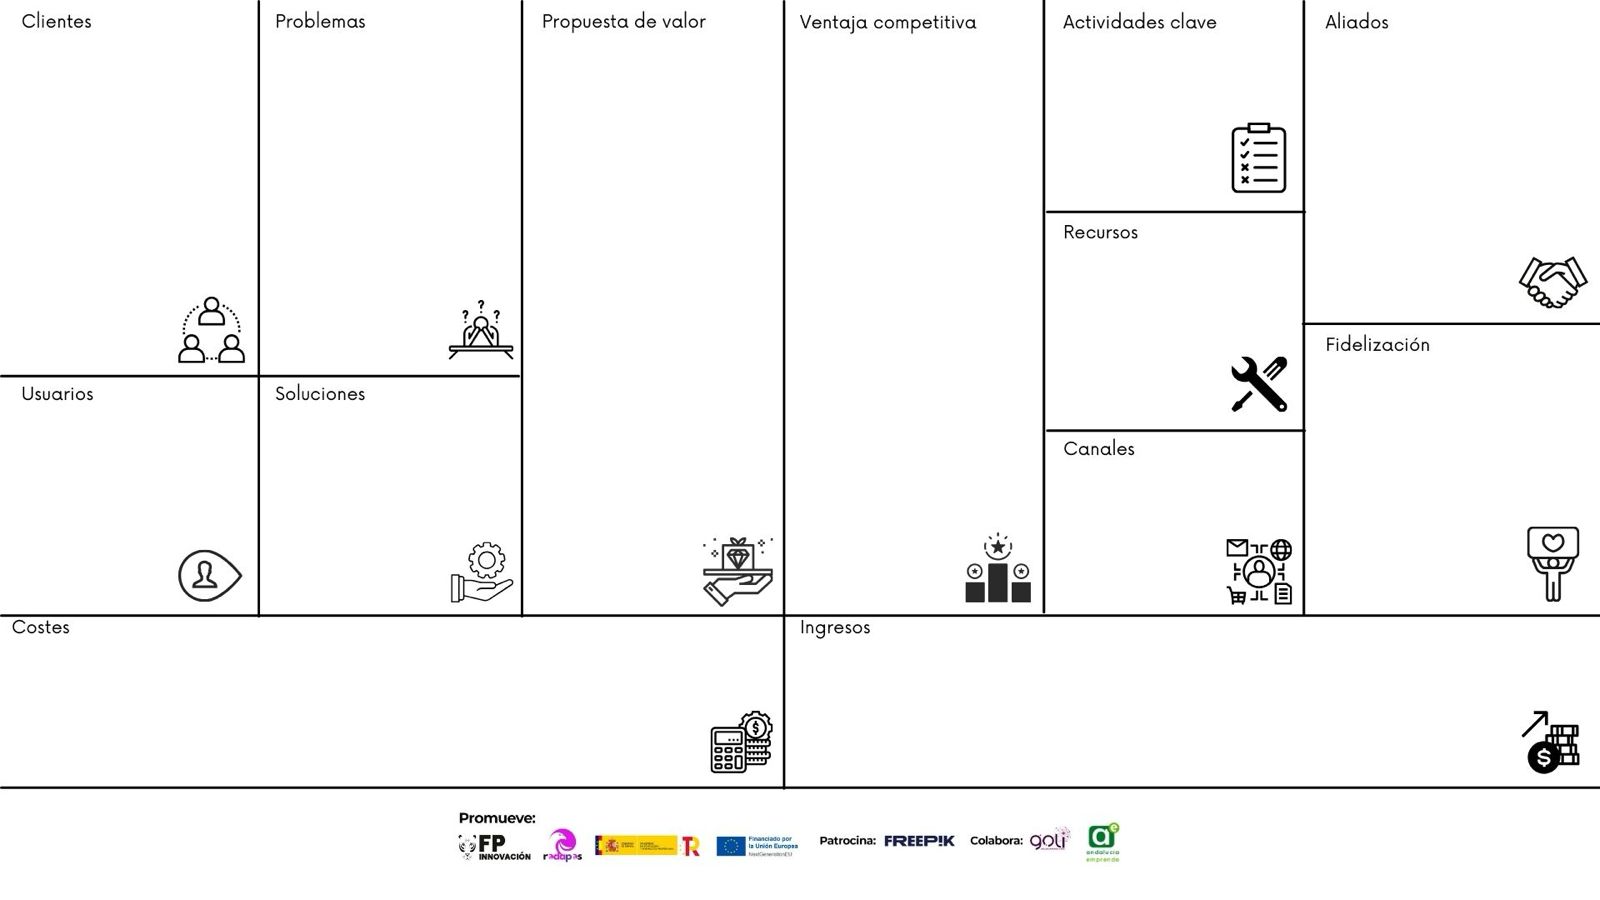 Clientes
Problemas
Propuesta de valor
Ventaja competitiva
Actividades clave
Aliados
Recursos
Fidelización
Usuarios
Soluciones
Canales
Costes
Ingresos
Promueve:
FP
INNOVACIÓN
radapas
TR
Financiado por
la Unión Europea
NextGenerationEU
Patrocina: FREEPIK
Colabora: goli
andalucía
emprende